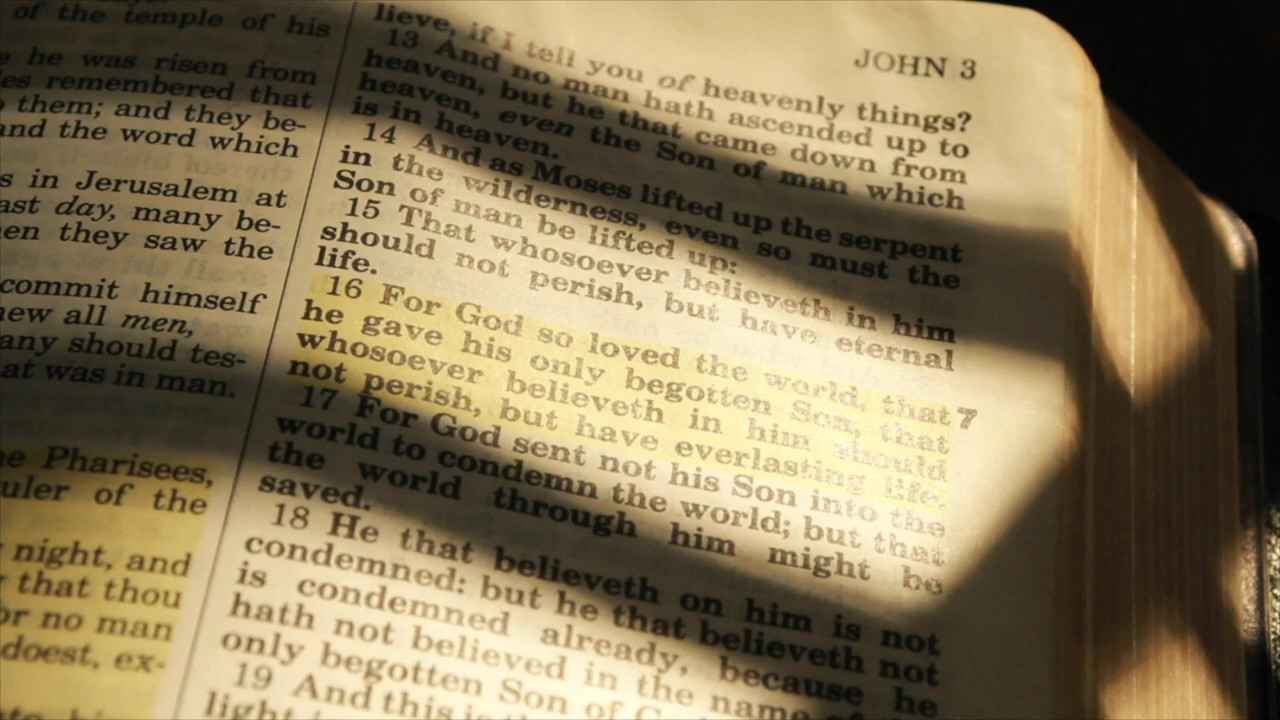 of the temple of his
he was risen from
es remembered that
them; and they be-
and the word which
s in Jerusalem at
ast day, many be-
en they saw the
commit himself
new all men,
any should tes-
at was in man.
he Pharisees,
uler of the
night, and
that thou
or no man
doest, ex-
JOHN 3
lieve, if I tell you of heavenly things?
13 And no man hath ascended up to
heaven, but he that came down from
heaven, even the Son of man which
is in heaven.
14 And as Moses lifted up the serpent
in the wilderness, even so must the
Son of man be lifted up:
15 That whosoever believeth in him
should not perish, but have eternal
life.
16 For God so loved the world, that 7
he gave his only begotten Son, that
whosoever believeth in him should
not perish, but have everlasting life.
17 For God sent not his Son into the
world to condemn the world; but that
the world through him might be
saved.
18 He that believeth on him is not
condemned: but he that believeth not
is condemned already, because he
hath not believed in the name of the
only begotten Son of
19 And this is
light